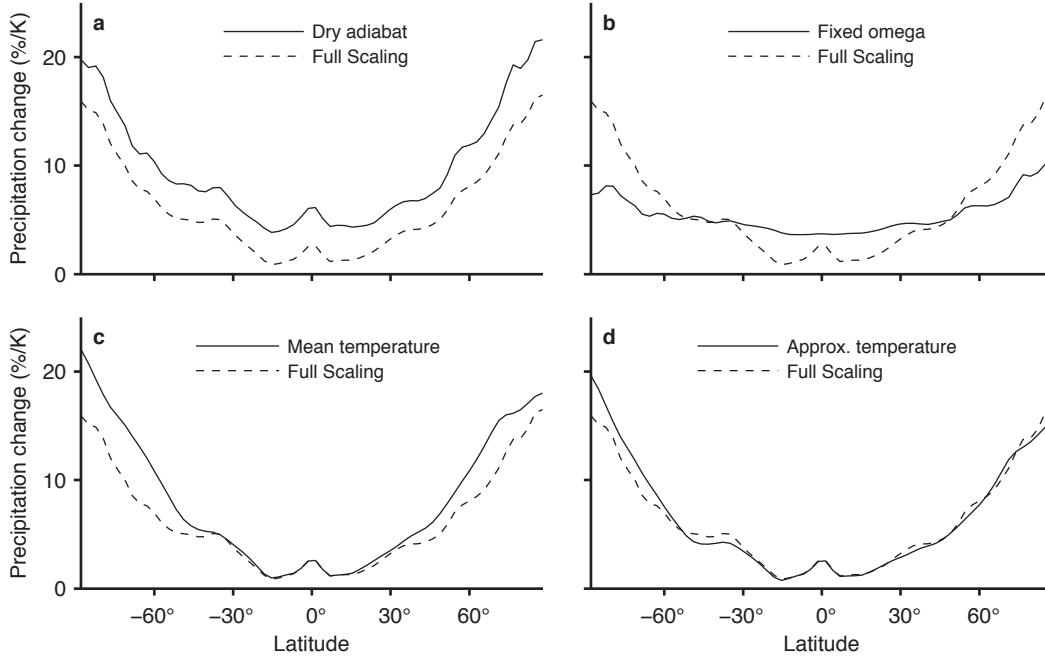 a
Dry adiabat
Full Scaling
20
10
0
Precipitation change (%/K)
b
Fixed omega
Full Scaling
c
Mean temperature
Full Scaling
20
10
0
Precipitation change (%/K)
−60° −30° 0° 30° 60°
Latitude
d
Approx. temperature
Full Scaling
−60° −30° 0° 30° 60°
Latitude